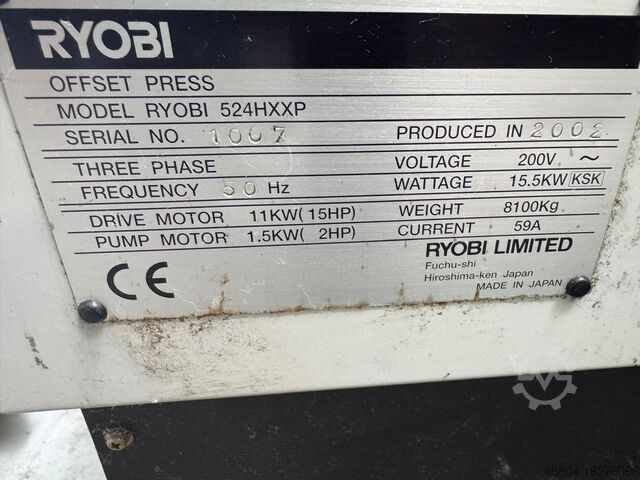 RYOBI
OFFSET PRESS
MODEL RYOBI 524HXXP
SERIAL NO. 1007 PRODUCED IN 2002
THREE PHASE VOLTAGE 200V ~
FREQUENCY 50 Hz WATTAGE 15.5KW KSK
DRIVE MOTOR 11KW(15HP) WEIGHT 8100Kg
PUMP MOTOR 1.5KW( 2HP) CURRENT 59A
RYOBI LIMITED
Fuchu-shi
Hiroshima-ken Japan
MADE IN JAPAN
CE
46804-19276096